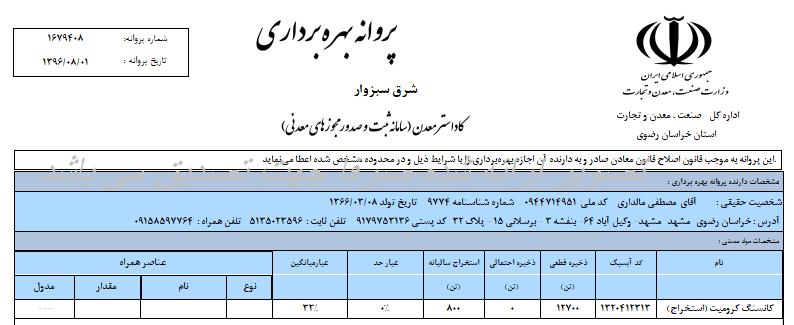 جمهوری اسلامی ایران
وزارت صنعت، معدن و تجارت
اداره کل صنعت ، معدن و تجارت
استان خراسان رضوی
پروانه بهره برداری
شرق سبزوار
کاداستر معدن (سامانه ثبت و صدور مجوزهای معدنی)
شماره پروانه: ۱۶۷۹۴۰۸
تاریخ پروانه : ۱۳۹۶/۰۸/۰۱
این پروانه به موجب قانون اصلاح قانون معادن صادر و به دارنده آن اجازه بهره‌برداری را با شرایط ذیل و در محدوده مشخص شده اعطا می‌نماید.
مشخصات دارنده پروانه بهره برداری :
شخصیت حقیقی : آقای مصطفی مالداری کد ملی ۰۹۴۴۷۱۴۹۵۱ شماره شناسنامه ۹۷۷۴ تاریخ تولد ۱۳۶۶/۰۳/۰۸
آدرس : خراسان رضوی مشهد مشهد- وکیل آباد ۶۴- بنفشه ۳ - برسلانی ۱۵ - پلاک ۳۲ کد پستی ۹۱۷۹۷۵۳۱۳۶ تلفن ثابت : ۵۱۳۵۰۲۳۵۹۶ تلفن همراه : ۰۹۱۵۸۵۹۷۷۶۴
مشخصات مواد معدنی :
نام کد آیسیک ذخیره قطعی (تن) ذخیره احتمالی (تن) استخراج سالیانه (تن) عیار حد عیارمیانگین عناصر همراه
نوع نام مقدار مدول
کانسنگ کرومیت (استخراج) ۱۳۲۰۴۱۲۳۱۳ ۱۲۷۰۰ ۰ ۸۰۰ ۰% ۳۳% ----